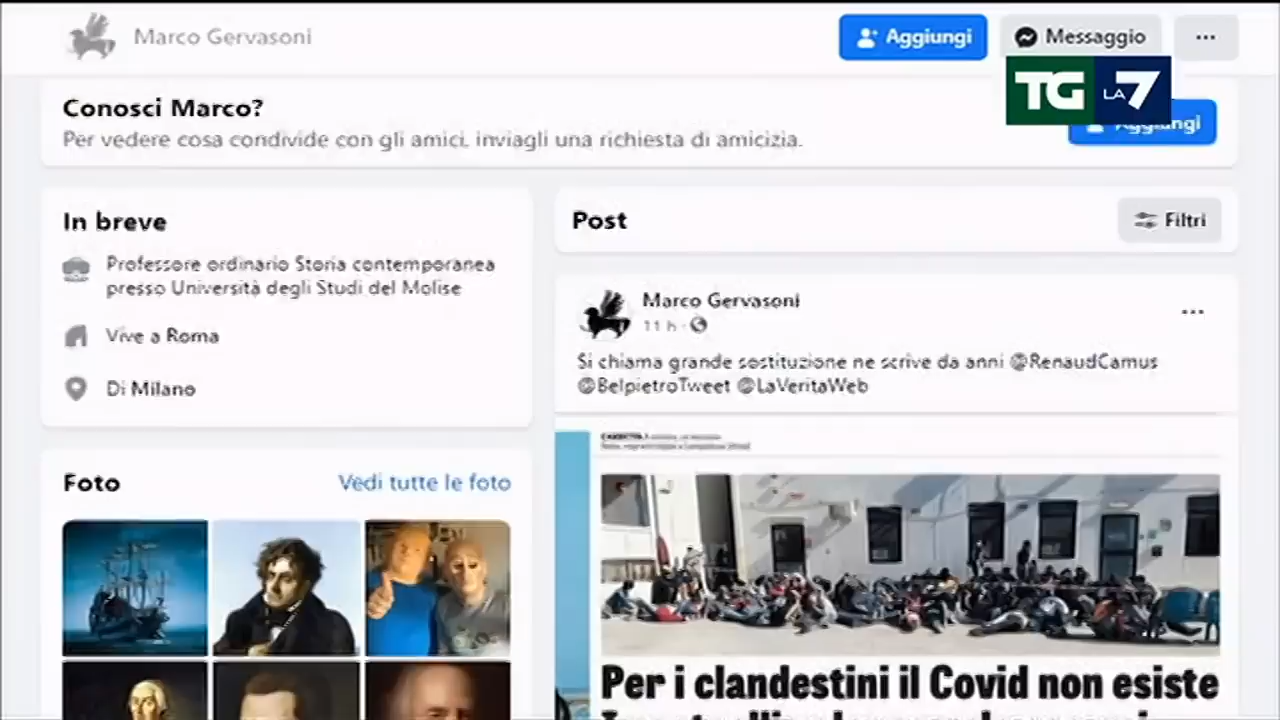 Marco Gervasoni
Aggiungi
Messaggio
TG LA 7
Conosci Marco?
Per vedere cosa condivide con gli amici, inviagli una richiesta di amicizia.
Aggiungi
In breve
Professore ordinario Storia contemporanea
presso Università degli Studi del Molise
Vive a Roma
Di Milano
Foto
Vedi tutte le foto
Post
Filtri
Marco Gervasoni
11 h
Si chiama grande sostituzione ne scrive da anni @RenaudCamus
@BelpietroTweet @LaVeritaWeb
Per i clandestini il Covid non esiste